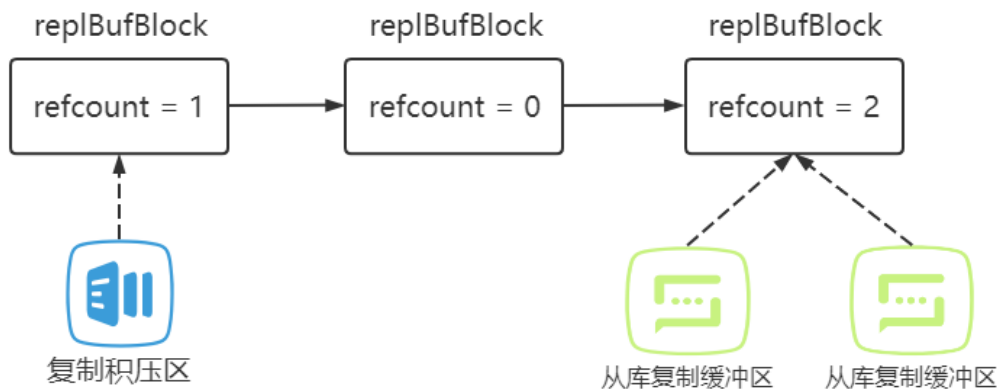 replBufBlock
replBufBlock
replBufBlock
refcount = 1
refcount = 0
refcount = 2
复制积压区
从库复制缓冲区
从库复制缓冲区